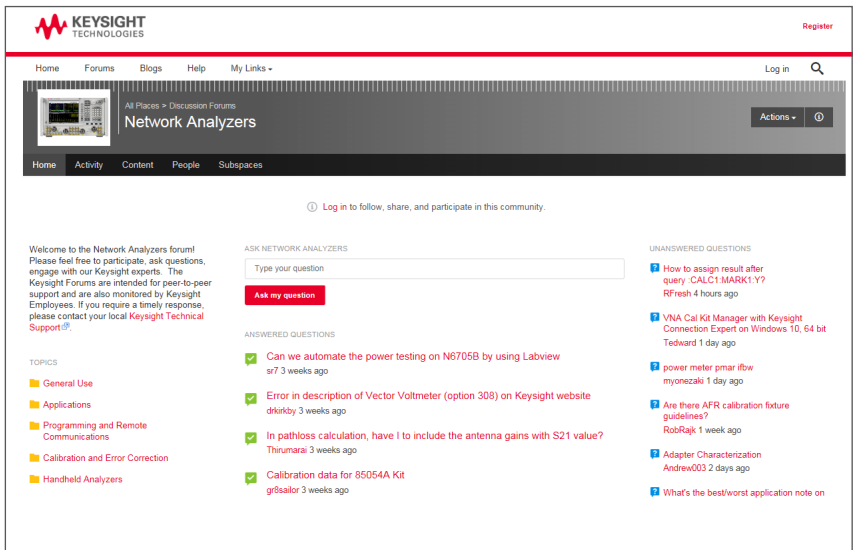 KEYSIGHT
TECHNOLOGIES
Register
Home Forums Blogs Help My Links
Log in
All Places > Discussion Forums
Network Analyzers
Actions
Home Activity Content People Subspaces
Log in to follow, share, and participate in this community.
Welcome to the Network Analyzers forum!
Please feel free to participate, ask questions,
engage with our Keysight experts. The
Keysight Forums are intended for peer-to-peer
support and are also monitored by Keysight
Employees. If you require a timely response,
please contact your local Keysight Technical
Support.
TOPICS
General Use
Applications
Programming and Remote
Communications
Calibration and Error Correction
Handheld Analyzers
ASK NETWORK ANALYZERS
Type your question
Ask my question
ANSWERED QUESTIONS
Can we automate the power testing on N6705B by using Labview
sr7 3 weeks ago
Error in description of Vector Voltmeter (option 308) on Keysight website
drkirkby 3 weeks ago
In pathloss calculation, have I to include the antenna gains with S21 value?
Thirumarai 3 weeks ago
Calibration data for 85054A Kit
gr8sailor 3 weeks ago
UNANSWERED QUESTIONS
How to assign result after
query :CALC1:MARK1:Y?
RFresh 4 hours ago
VNA Cal Kit Manager with Keysight
Connection Expert on Windows 10, 64 bit
Tedward 1 day ago
power meter pmar ifbw
myonezaki 1 day ago
Are there AFR calibration fixture
guidelines?
RobRajk 1 week ago
Adapter Characterization
Andrew003 2 days ago
What's the best/worst application note on